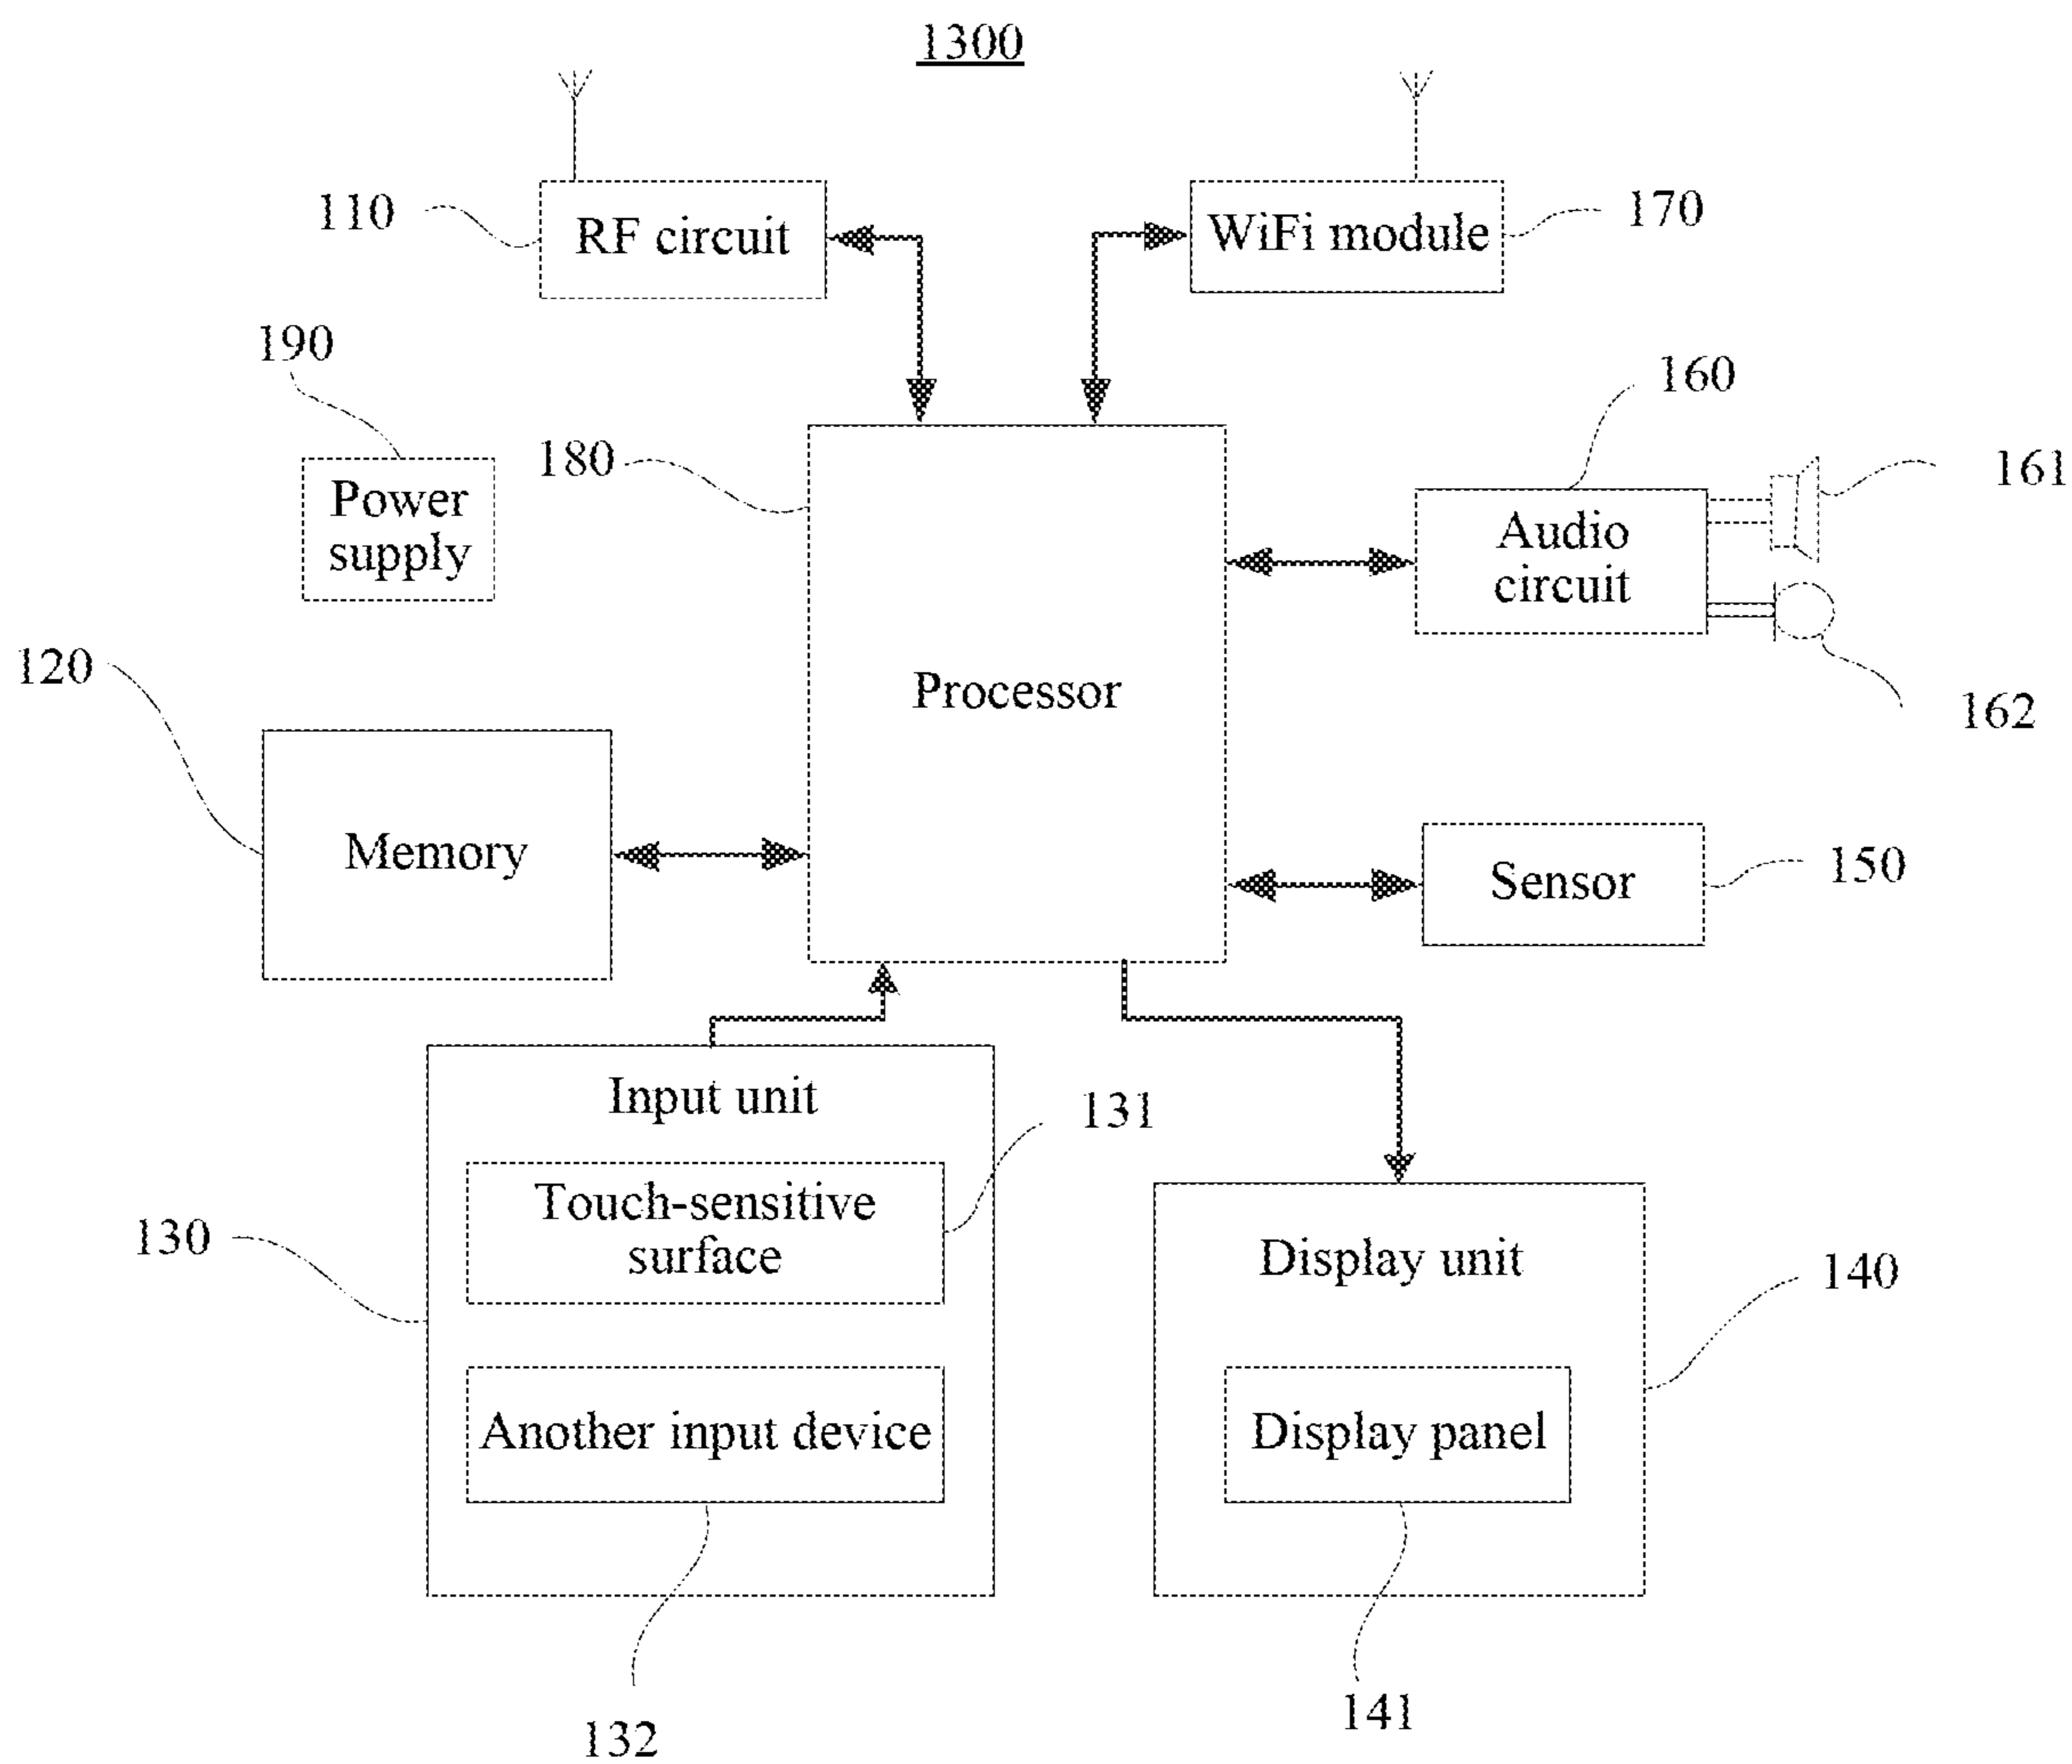 1300
110
RF circuit
WiFi module
170
190
160
180
161
Power
supply
Audio
circuit
120
Processor
162
Memory
Sensor
150
Input unit
131
Touch-sensitive
surface
130
Display unit
140
Another input device
Display panel
132
141